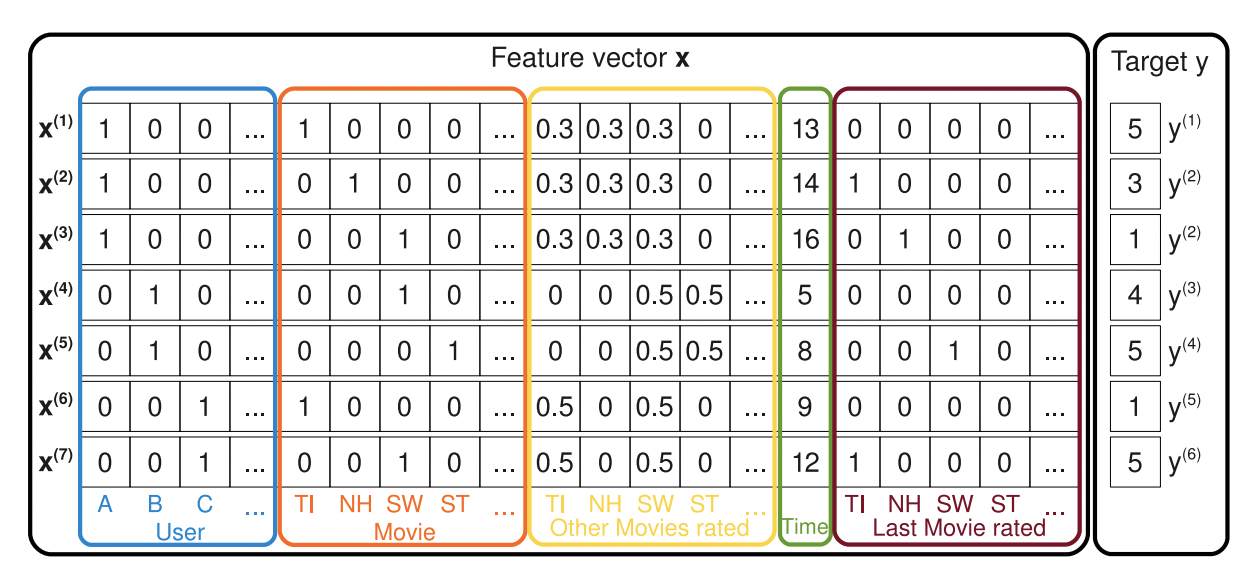 Feature vector x Target y
x(1) 1 0 0 ... 1 0 0 0 ... 0.3 0.3 0.3 0 ... 13 0 0 0 0 ... 5 y(1)
x(2) 1 0 0 ... 0 1 0 0 ... 0.3 0.3 0.3 0 ... 14 1 0 0 0 ... 3 y(2)
x(3) 1 0 0 ... 0 0 1 0 ... 0.3 0.3 0.3 0 ... 16 0 1 0 0 ... 1 y(2)
x(4) 0 1 0 ... 0 0 1 0 ... 0 0 0.5 0.5 ... 5 0 0 0 0 ... 4 y(3)
x(5) 0 1 0 ... 0 0 0 1 ... 0 0 0.5 0.5 ... 8 0 0 1 0 ... 5 y(4)
x(6) 0 0 1 ... 1 0 0 0 ... 0.5 0 0.5 0 ... 9 0 0 0 0 ... 1 y(5)
x(7) 0 0 1 ... 0 0 1 0 ... 0.5 0 0.5 0 ... 12 1 0 0 0 ... 5 y(6)
A B C ... TI NH SW ST ... TI NH SW ST ... TI NH SW ST ...
User Movie Other Movies rated Time Last Movie rated